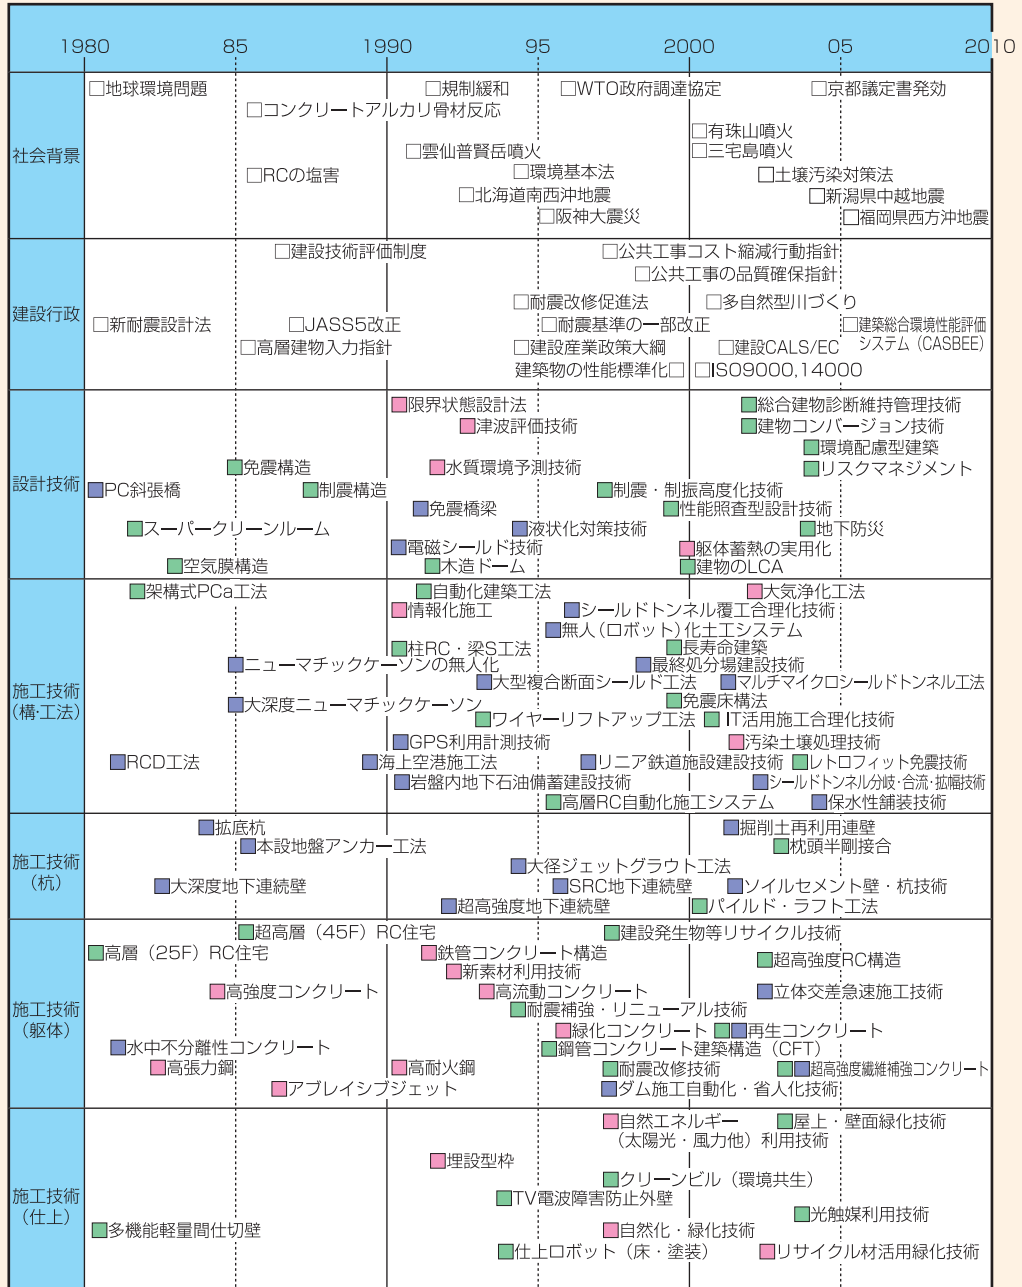 1980 85 1990 95 2000 05 2010
社会背景
□地球環境問題 □規制緩和 □WTO政府調達協定 □京都議定書発効
□コンクリートアルカリ骨材反応
□有珠山噴火
□雲仙普賢岳噴火 □三宅島噴火
□RCの塩害 □環境基本法 □土壌汚染対策法
□北海道南西沖地震 □新潟県中越地震
□阪神大震災 □福岡県西方沖地震
建設行政
□建設技術評価制度 □公共工事コスト縮減行動指針
□公共工事の品質確保指針
□耐震改修促進法 □多自然型川づくり
□新耐震設計法 □JASS5改正 □耐震基準の一部改正 □建築総合環境性能評価
システム（CASBEE）
□高層建物入力指針 □建設産業政策大綱 □建設CALS/EC
建築物の性能標準化□ □ISO9000,14000
設計技術
限界状態設計法 総合建物診断維持管理技術
津波評価技術 建物コンバージョン技術
環境配慮型建築
免震構造 水質環境予測技術 リスクマネジメント
PC斜張橋 制震構造 制震・制振高度化技術
免震橋梁 性能照査型設計技術
スーパークリーンルーム 液状化対策技術 地下防災
電磁シールド技術 躯体蓄熱の実用化
空気膜構造 木造ドーム 建物のLCA
施工技術
（構・工法）
架構式PCa工法 自動化建築工法 大気浄化工法
情報化施工 シールドトンネル覆工合理化技術
無人（ロボット）化土工システム
柱RC・梁S工法 長寿命建築
ニューマチックケーソンの無人化 最終処分場建設技術
大型複合断面シールド工法 マルチマイクロシールドトンネル工法
大深度ニューマチックケーソン 免震床構法
ワイヤーリフトアップ工法 IT活用施工合理化技術
GPS利用計測技術 汚染土壌処理技術
RCD工法 海上空港施工法 リニア鉄道施設建設技術 レトロフィット免震技術
岩盤内地下石油備蓄建設技術 シールドトンネル分岐・合流・拡幅技術
高層RC自動化施工システム 保水性舗装技術
施工技術
（杭）
拡底杭 掘削土再利用連壁
本設地盤アンカー工法 枕頭半剛接合
大径ジェットグラウト工法
大深度地下連続壁 SRC地下連続壁 ソイルセメント壁・杭技術
超高強度地下連続壁 パイルド・ラフト工法
施工技術
（躯体）
超高層（45F）RC住宅 建設発生物等リサイクル技術
高層（25F）RC住宅 鉄管コンクリート構造 超高強度RC構造
新素材利用技術
高強度コンクリート 高流動コンクリート 立体交差急速施工技術
耐震補強・リニューアル技術
緑化コンクリート 再生コンクリート
水中不分離性コンクリート 鋼管コンクリート建築構造（CFT）
高張力鋼 高耐火鋼 耐震改修技術 超高強度繊維補強コンクリート
アブレイシブジェット ダム施工自動化・省人化技術
施工技術
（仕上）
自然エネルギー 屋上・壁面緑化技術
（太陽光・風力他）利用技術
埋設型枠
クリーンビル（環境共生）
TV電波障害防止外壁
光触媒利用技術
多機能軽量間仕切壁 自然化・緑化技術
仕上ロボット（床・塗装） リサイクル材活用緑化技術